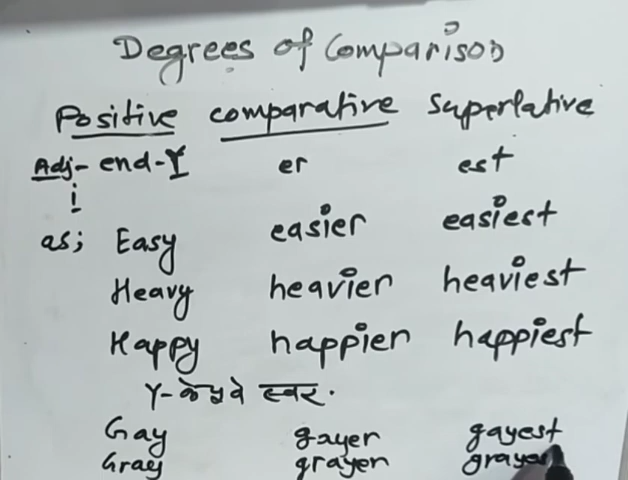 Degrees of Comparison
Positive comparative Superlative
Adj- end-Y er est
i
as; Easy easier easiest
Heavy heavier heaviest
Happy happier happiest
Y- के पूर्व स्वर.
Gay gayer gayest
Gray grayer